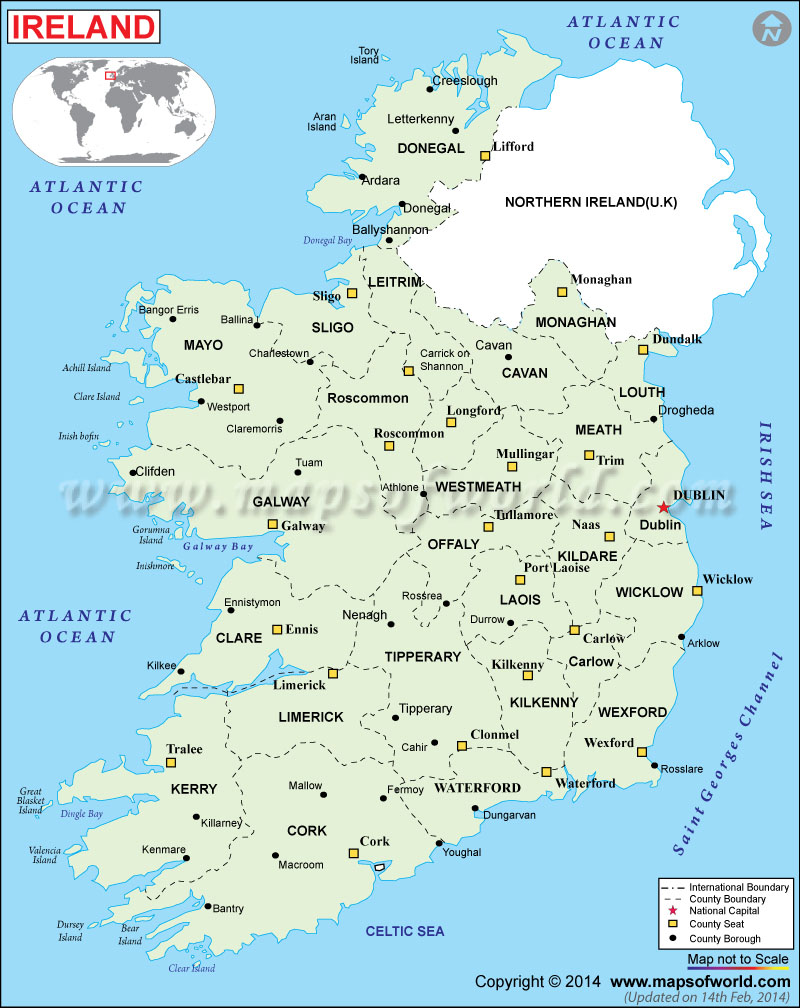 IRELAND
ATLANTIC
OCEAN
N
Tory
Island
Creeslough
Aran
Island
Letterkenny
DONEGAL
Lifford
ATLANTIC
OCEAN
Ardara
Donegal
NORTHERN IRELAND(U.K)
Ballyshannon
Donegal Bay
LEITRIM
Monaghan
Sligo
Bangor Erris
Ballina
SLIGO
MONAGHAN
MAYO
Dundalk
Charlestown
Carrick on
Shannon
Cavan
CAVAN
Achill Island
Castlebar
Clare Island
Westport
Roscommon
LOUTH
Longford
Drogheda
Claremorris
Inish bofin
Roscommon
MEATH
Mullingar
Trim
IRISH SEA
Clifden
Tuam
Athlone
WESTMEATH
www.mapsofworld.com
DUBLIN
GALWAY
Galway
Tullamore
Naas
Dublin
Gorumna
Island
Galway Bay
OFFALY
KILDARE
Inishmore
Port Laoise
Wicklow
WICKLOW
Ennistymon
Rossrea
LAOIS
ATLANTIC
OCEAN
Nenagh
Durrow
CLARE
Ennis
Carlow
Arklow
TIPPERARY
Carlow
Kilkee
Kilkenny
Limerick
KILKENNY
LIMERICK
Tipperary
WEXFORD
Saint Georges Channel
Clonmel
Cahir
Wexford
Tralee
Rosslare
KERRY
Mallow
Fermoy
WATERFORD
Waterford
Great
Blasket
Island
Dingle Bay
Dungarvan
Killarney
CORK
Valencia
Island
Kenmare
Cork
Macroom
Youghal
Bantry
Dursey
Island
Bear
Island
CELTIC SEA
Clear Island
International Boundary
County Boundary
National Capital
County Seat
County Borough
Map not to Scale
Copyright © 2014 www.mapsofworld.com
(Updated on 14th Feb, 2014)